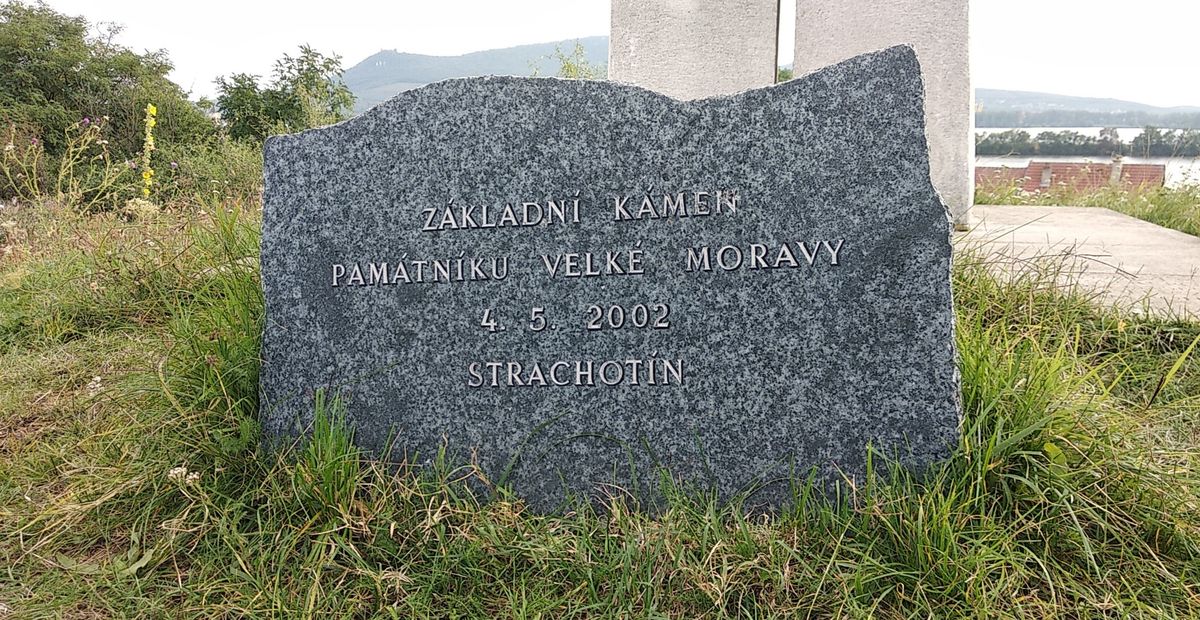 ZÁKLADNÍ KÁMEN
PAMÁTNÍKU VELKÉ MORAVY
4. 5. 2002
STRACHOTÍN